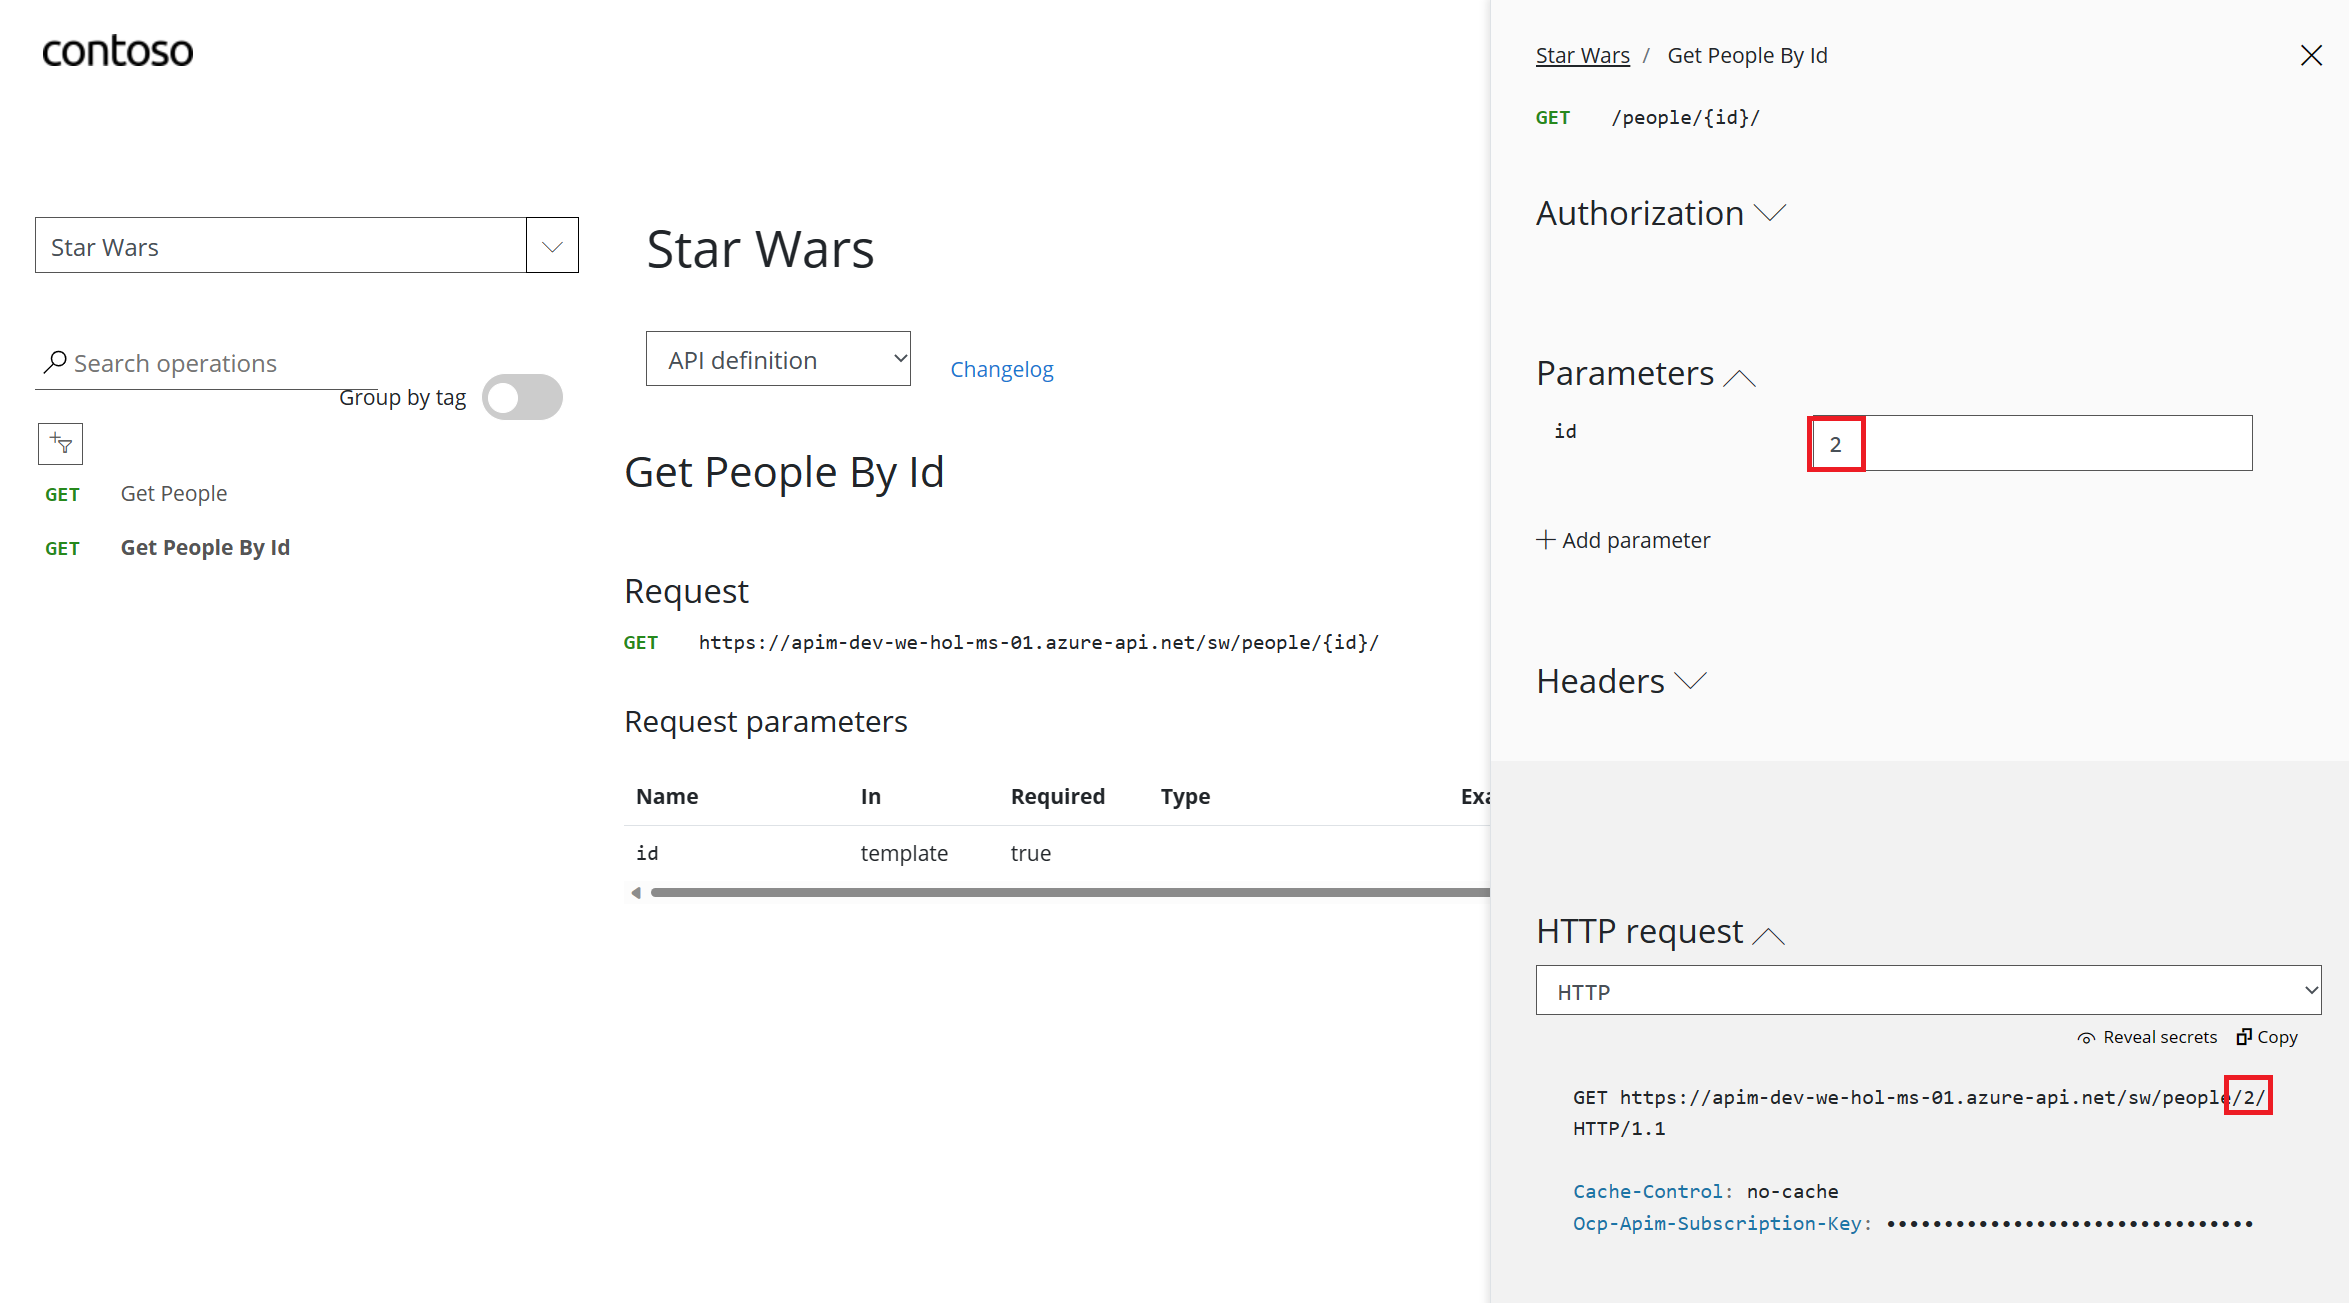 contoso
Star Wars
Search operations
Group by tag
GET Get People
GET Get People By Id
Star Wars
API definition
Changelog
Get People By Id
Request
GET https://apim-dev-we-hol-ms-01.azure-api.net/sw/people/{id}/
Request parameters
Name In Required Type Exa
id template true
Star Wars / Get People By Id
GET /people/{id}/
Authorization
Parameters
id 2
+ Add parameter
Headers
HTTP request
HTTP
Reveal secrets Copy
GET https://apim-dev-we-hol-ms-01.azure-api.net/sw/people/2/
HTTP/1.1
Cache-Control: no-cache
Ocp-Apim-Subscription-Key: ••••••••••••••••••••••••••••••••